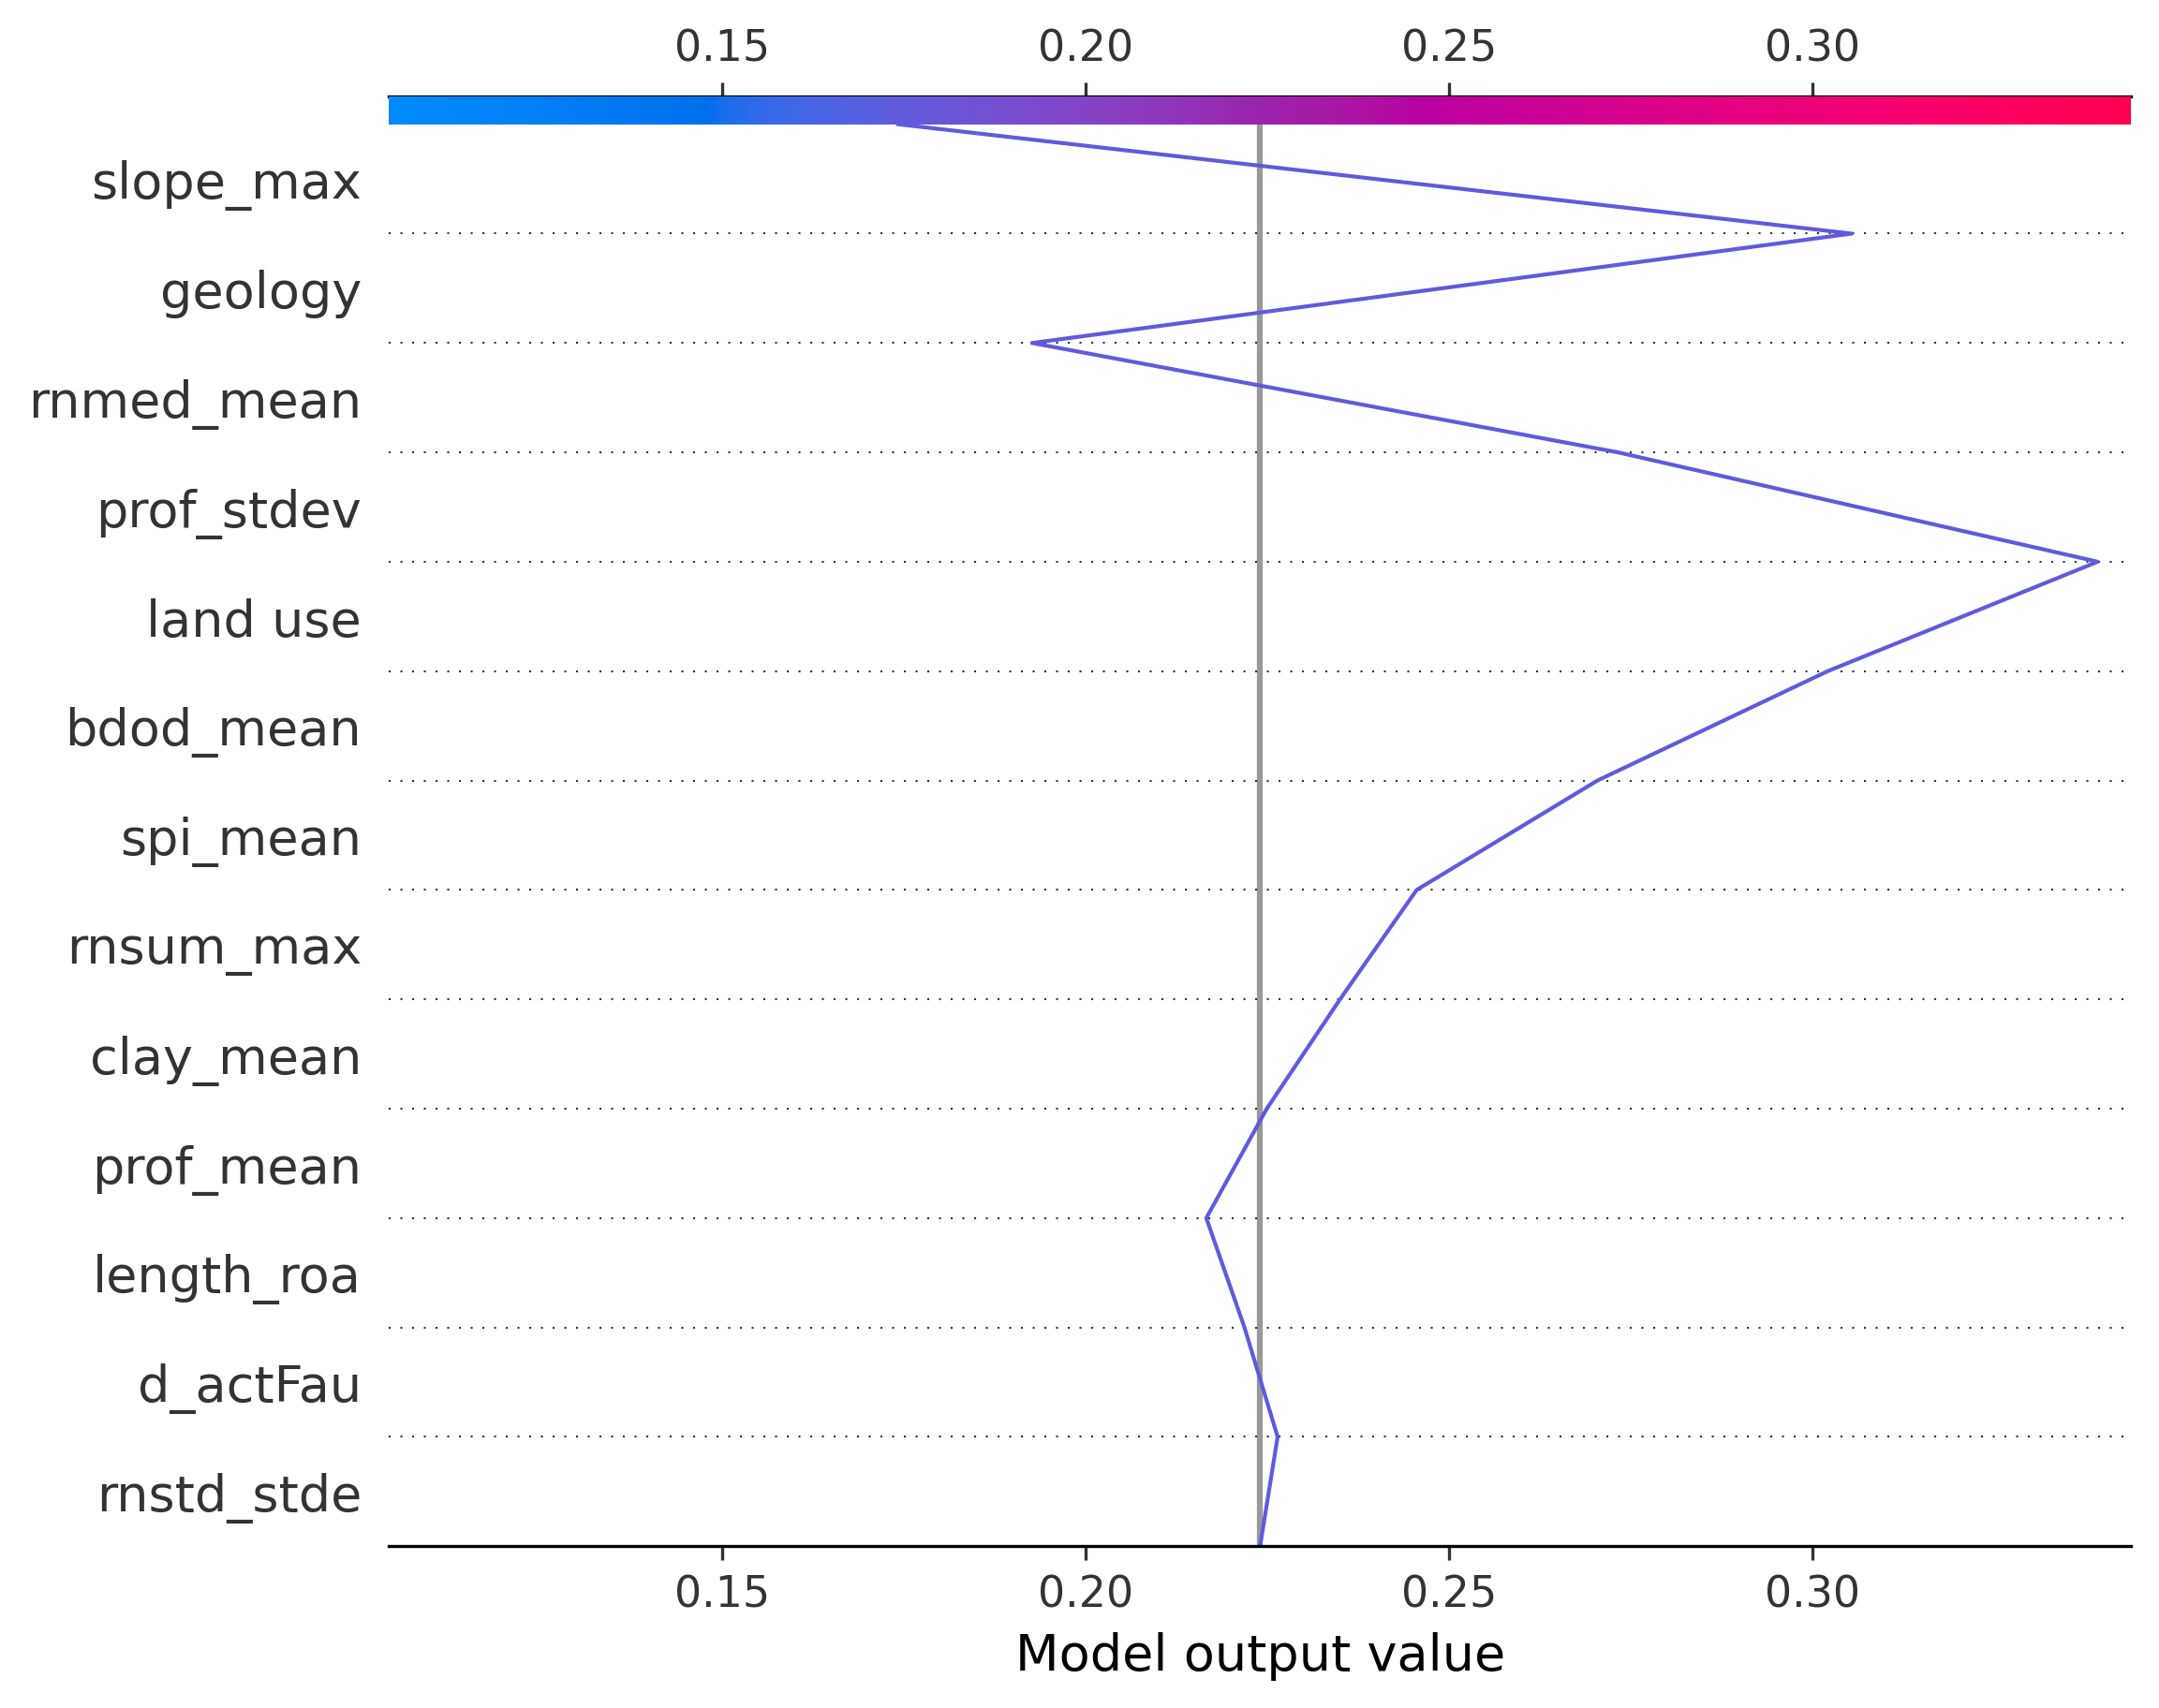 0.15 0.20 0.25 0.30
slope_max
geology
rnmed_mean
prof_stdev
land use
bdod_mean
spi_mean
rnsum_max
clay_mean
prof_mean
length_roa
d_actFau
rnstd_stde
0.15 0.20 0.25 0.30
Model output value